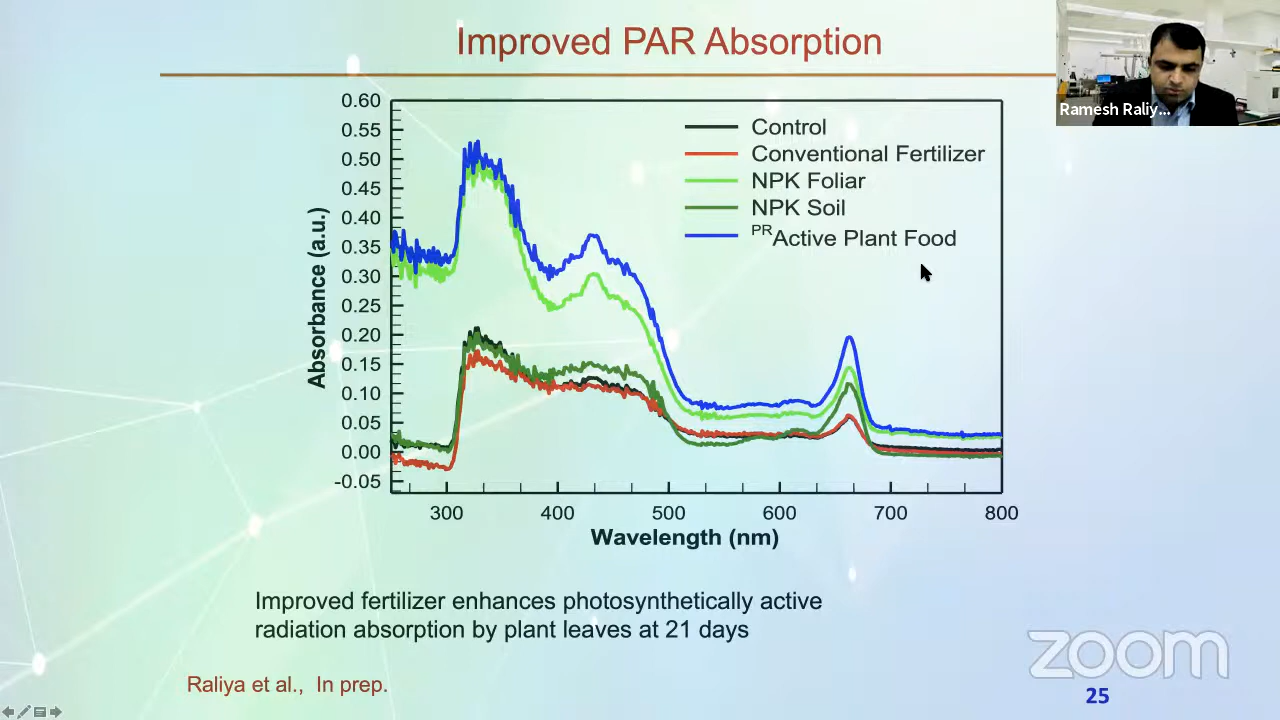 Improved PAR Absorption
Ramesh Raliy...
0.60
0.55
0.50
0.45
0.40
0.35
0.30
0.25
0.20
0.15
0.10
0.05
0.00
-0.05
Absorbance (a.u.)
Control
Conventional Fertilizer
NPK Foliar
NPK Soil
PRActive Plant Food
300 400 500 600 700 800
Wavelength (nm)
Improved fertilizer enhances photosynthetically active
radiation absorption by plant leaves at 21 days
Raliya et al., In prep.
zoom
25